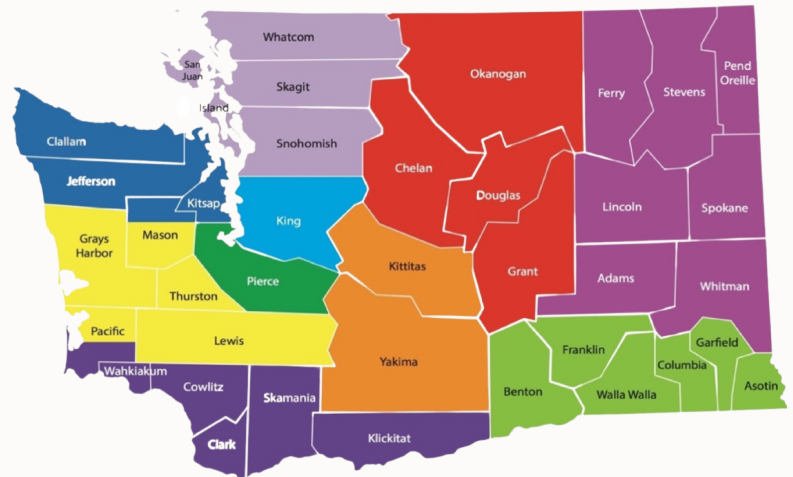 Whatcom
San
Juan
Skagit
Island
Snohomish
Okanogan
Ferry
Stevens
Pend
Oreille
Clallam
Jefferson
Kitsap
King
Chelan
Douglas
Lincoln
Spokane
Grays
Harbor
Mason
Thurston
Pierce
Kittitas
Grant
Adams
Whitman
Pacific
Lewis
Yakima
Benton
Franklin
Walla Walla
Columbia
Garfield
Asotin
Wahkiakum
Cowlitz
Skamania
Clark
Klickitat